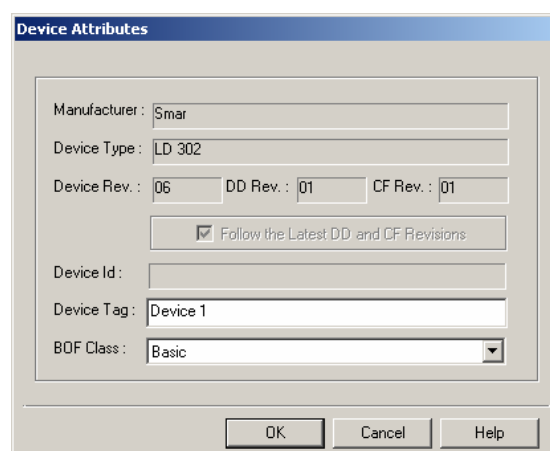 Device Attributes
Manufacturer : Smar
Device Type : LD 302
Device Rev. : 06 DD Rev. : 01 CF Rev. : 01
Follow the Latest DD and CF Revisions
Device Id :
Device Tag : Device 1
BOF Class : Basic
OK Cancel Help